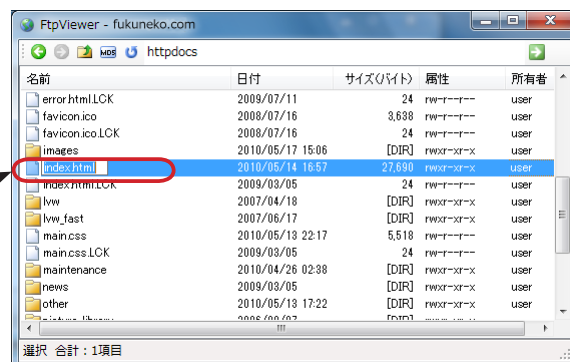 FtpViewer - fukuneko.com
MD5 httpdocs
名前 日付 サイズ(バイト) 属性 所有者
error.html.LCK 2009/07/11 24 rw-r--r-- user
favicon.ico 2008/07/16 3,638 rw-r--r-- user
favicon.ico.LCK 2008/07/16 24 rw-r--r-- user
images 2010/05/17 15:06 [DIR] rwxr-xr-x user
index.html 2010/05/14 16:57 27,690 rwxr-xr-x user
index.html.LCK 2009/03/05 24 rw-r--r-- user
lvw 2007/04/18 [DIR] rwxr-xr-x user
lvw_fast 2007/06/17 [DIR] rwxr-xr-x user
main.css 2010/05/13 22:17 5,518 rw-r--r-- user
main.css.LCK 2009/03/05 24 rw-r--r-- user
maintenance 2010/04/26 02:38 [DIR] rwxr-xr-x user
news 2009/03/05 [DIR] rwxr-xr-x user
other 2010/05/13 17:22 [DIR] rwxr-xr-x user
選択 合計：1項目